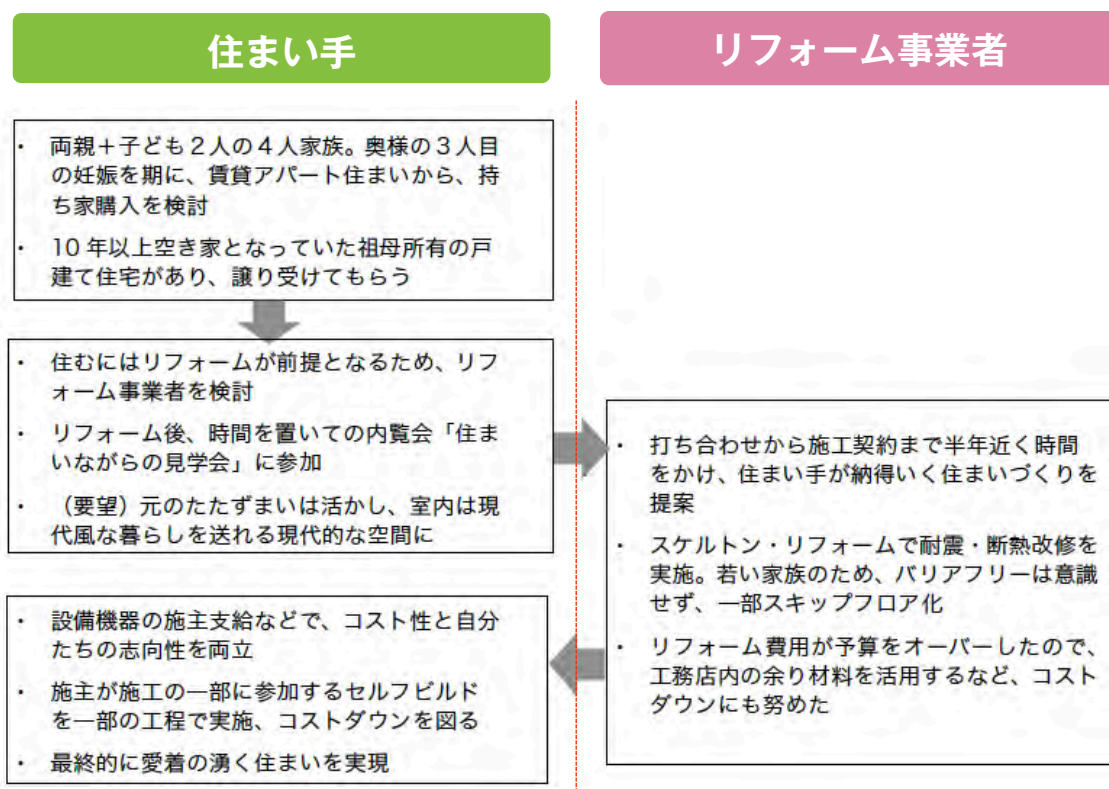 住まい手
リフォーム事業者
・ 両親+子ども2人の4人家族。奥様の3人目
の妊娠を期に、賃貸アパート住まいから、持
ち家購入を検討
・ 10年以上空き家となっていた祖母所有の戸
建て住宅があり、譲り受けてもらう
・ 住むにはリフォームが前提となるため、リフ
ォーム事業者を検討
・ リフォーム後、時間を置いての内覧会「住ま
いながらの見学会」に参加
・ （要望）元のたたずまいは活かし、室内は現
代風な暮らしを送れる現代的な空間に
・ 打ち合わせから施工契約まで半年近く時間
をかけ、住まい手が納得いく住まいづくりを
提案
・ スケルトン・リフォームで耐震・断熱改修を
実施。若い家族のため、バリアフリーは意識
せず、一部スキップフロア化
・ リフォーム費用が予算をオーバーしたので、
工務店内の余り材料を活用するなど、コスト
ダウンにも努めた
・ 設備機器の施主支給などで、コスト性と自分
たちの志向性を両立
・ 施主が施工の一部に参加するセルフビルド
を一部の工程で実施、コストダウンを図る
・ 最終的に愛着の湧く住まいを実現